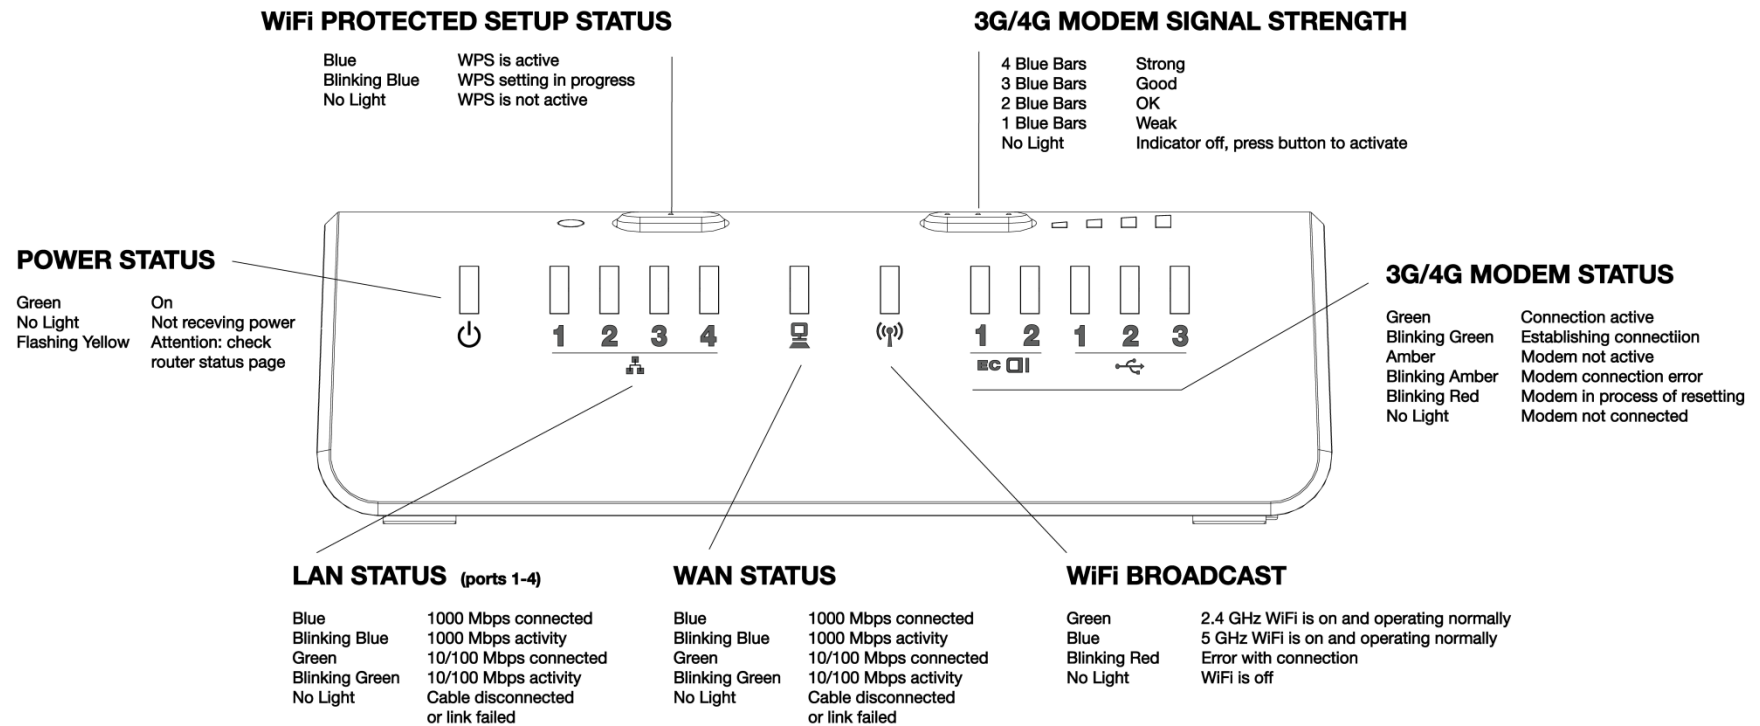 WiFi PROTECTED SETUP STATUS
Blue WPS is active
Blinking Blue WPS setting in progress
No Light WPS is not active
3G/4G MODEM SIGNAL STRENGTH
4 Blue Bars Strong
3 Blue Bars Good
2 Blue Bars OK
1 Blue Bars Weak
No Light Indicator off, press button to activate
POWER STATUS
Green On
No Light Not receving power
Flashing Yellow Attention: check
router status page
1 2 3 4 1 2 1 2 3
EC
3G/4G MODEM STATUS
Green Connection active
Blinking Green Establishing connectiion
Amber Modem not active
Blinking Amber Modem connection error
Blinking Red Modem in process of resetting
No Light Modem not connected
LAN STATUS (ports 1-4)
Blue 1000 Mbps connected
Blinking Blue 1000 Mbps activity
Green 10/100 Mbps connected
Blinking Green 10/100 Mbps activity
No Light Cable disconnected
or link failed
WAN STATUS
Blue 1000 Mbps connected
Blinking Blue 1000 Mbps activity
Green 10/100 Mbps connected
Blinking Green 10/100 Mbps activity
No Light Cable disconnected
or link failed
WiFi BROADCAST
Green 2.4 GHz WiFi is on and operating normally
Blue 5 GHz WiFi is on and operating normally
Blinking Red Error with connection
No Light WiFi is off